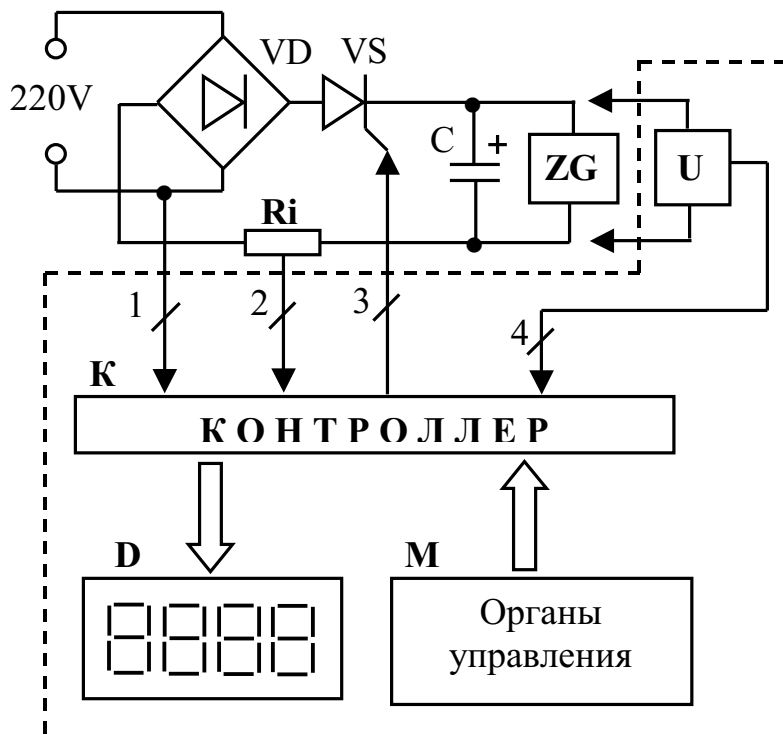 VD
VS
220V
C
+
ZG
U
Ri
1
2
3
4
К
КОНТРОЛЛЕР
D
M
8888
Органы
управления